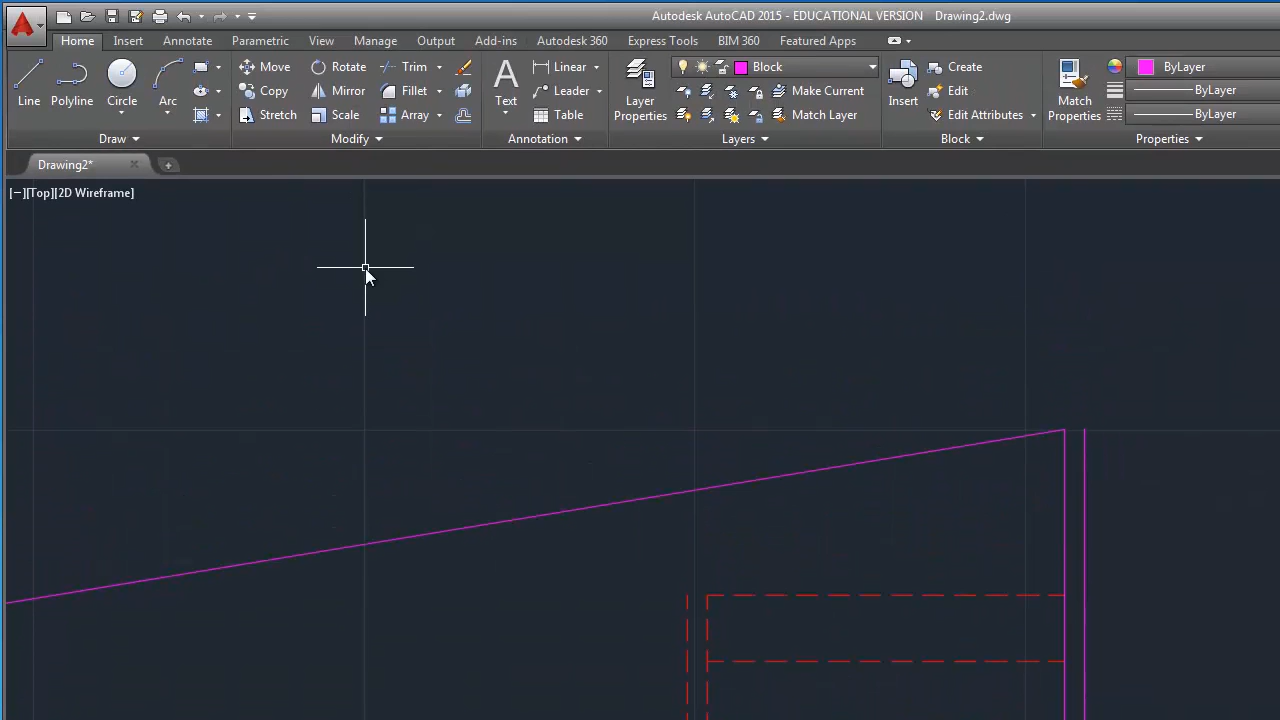 Autodesk AutoCAD 2015 - EDUCATIONAL VERSION Drawing2.dwg
Home Insert Annotate Parametric View Manage Output Add-ins Autodesk 360 Express Tools BIM 360 Featured Apps
Line Polyline Circle Arc
Move Rotate Trim
Copy Mirror Fillet
Stretch Scale Array
A
Text
Linear
Leader
Table
Layer Properties
Block
Make Current
Match Layer
Insert
Create
Edit
Edit Attributes
Match Properties
ByLayer
ByLayer
ByLayer
Draw Modify Annotation Layers Block Properties
Drawing2*
[−][Top][2D Wireframe]